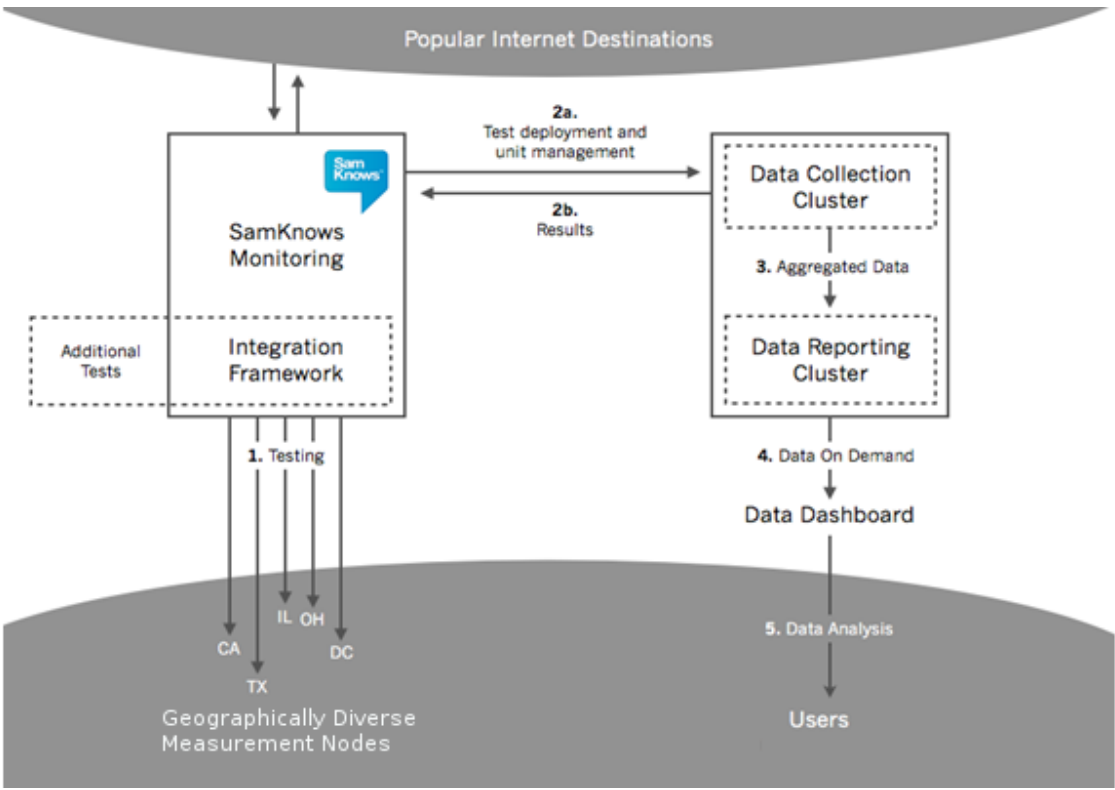 Popular Internet Destinations
2a.
Test deployment and
unit management
Sam
Knows™
SamKnows
Monitoring
2b.
Results
Data Collection
Cluster
3. Aggregated Data
Additional
Tests
Integration
Framework
Data Reporting
Cluster
1. Testing
4. Data On Demand
Data Dashboard
IL
OH
CA
DC
TX
5. Data Analysis
Geographically Diverse
Measurement Nodes
Users